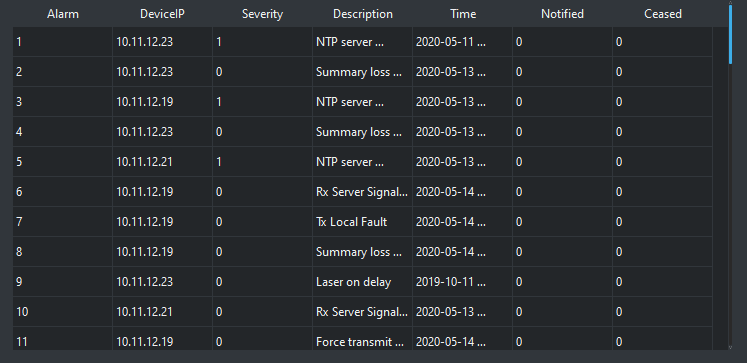 Alarm DeviceIP Severity Description Time Notified Ceased
1 10.11.12.23 1 NTP server ... 2020-05-11 ... 0 0
2 10.11.12.23 0 Summary loss ... 2020-05-13 ... 0 0
3 10.11.12.19 1 NTP server ... 2020-05-13 ... 0 0
4 10.11.12.23 0 Summary loss ... 2020-05-13 ... 0 0
5 10.11.12.21 1 NTP server ... 2020-05-13 ... 0 0
6 10.11.12.19 0 Rx Server Signal... 2020-05-14 ... 0 0
7 10.11.12.19 0 Tx Local Fault 2020-05-14 ... 0 0
8 10.11.12.19 0 Summary loss ... 2020-05-14 ... 0 0
9 10.11.12.23 0 Laser on delay 2019-10-11 ... 0 0
10 10.11.12.21 0 Rx Server Signal... 2020-05-13 ... 0 0
11 10.11.12.19 0 Force transmit ... 2020-05-14 ... 0 0